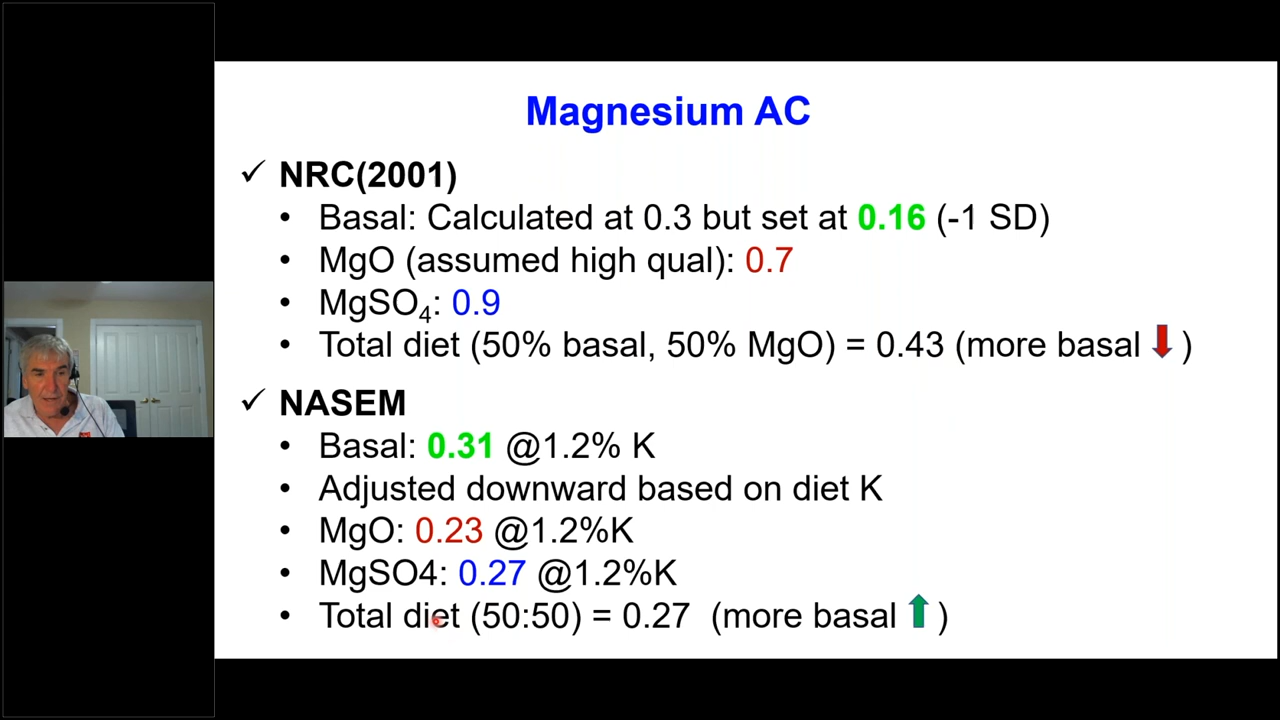 Magnesium AC
✓ NRC(2001)
• Basal: Calculated at 0.3 but set at 0.16 (-1 SD)
• MgO (assumed high qual): 0.7
• MgSO₄: 0.9
• Total diet (50% basal, 50% MgO) = 0.43 (more basal ↓ )
✓ NASEM
• Basal: 0.31 @1.2% K
• Adjusted downward based on diet K
• MgO: 0.23 @1.2%K
• MgSO4: 0.27 @1.2%K
• Total diet (50:50) = 0.27 (more basal ↑ )